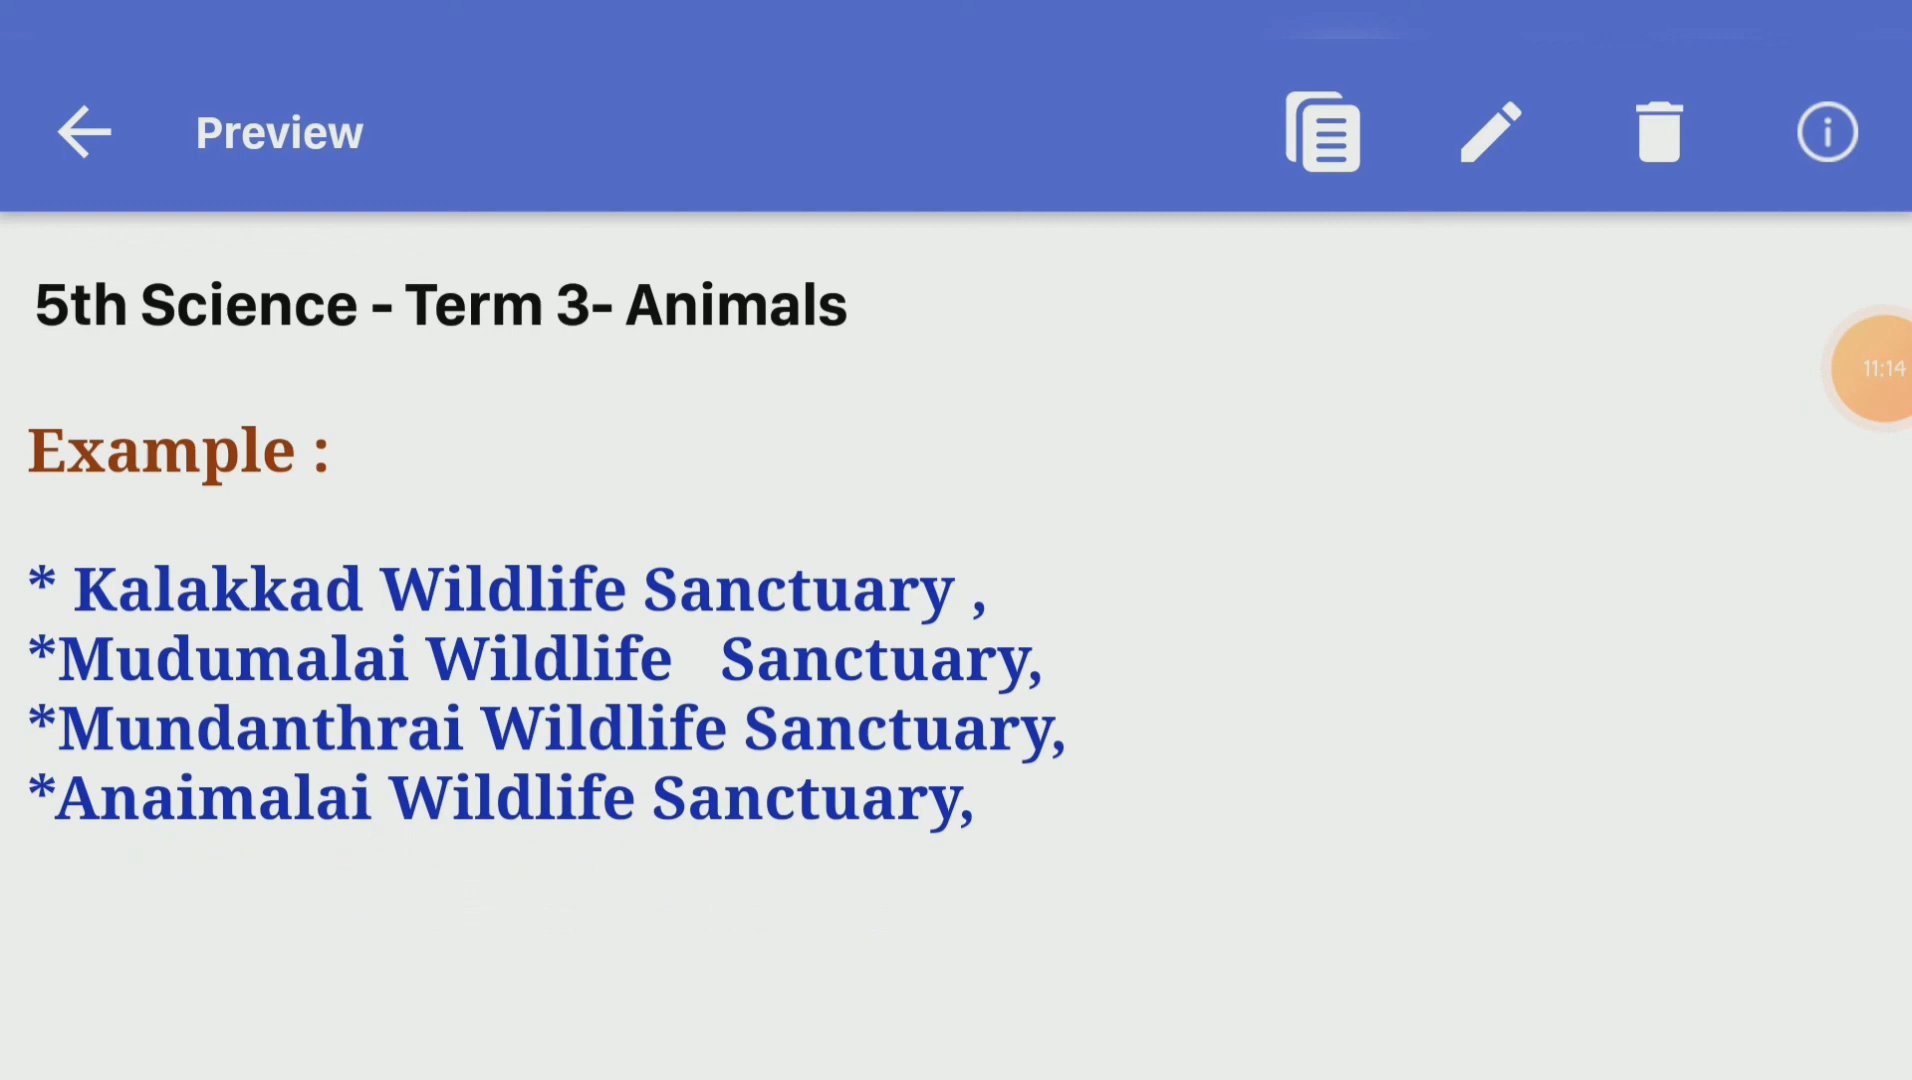 Preview
5th Science - Term 3- Animals
11:14
Example :
* Kalakkad Wildlife Sanctuary ,
*Mudumalai Wildlife   Sanctuary,
*Mundanthrai Wildlife Sanctuary,
*Anaimalai Wildlife Sanctuary,